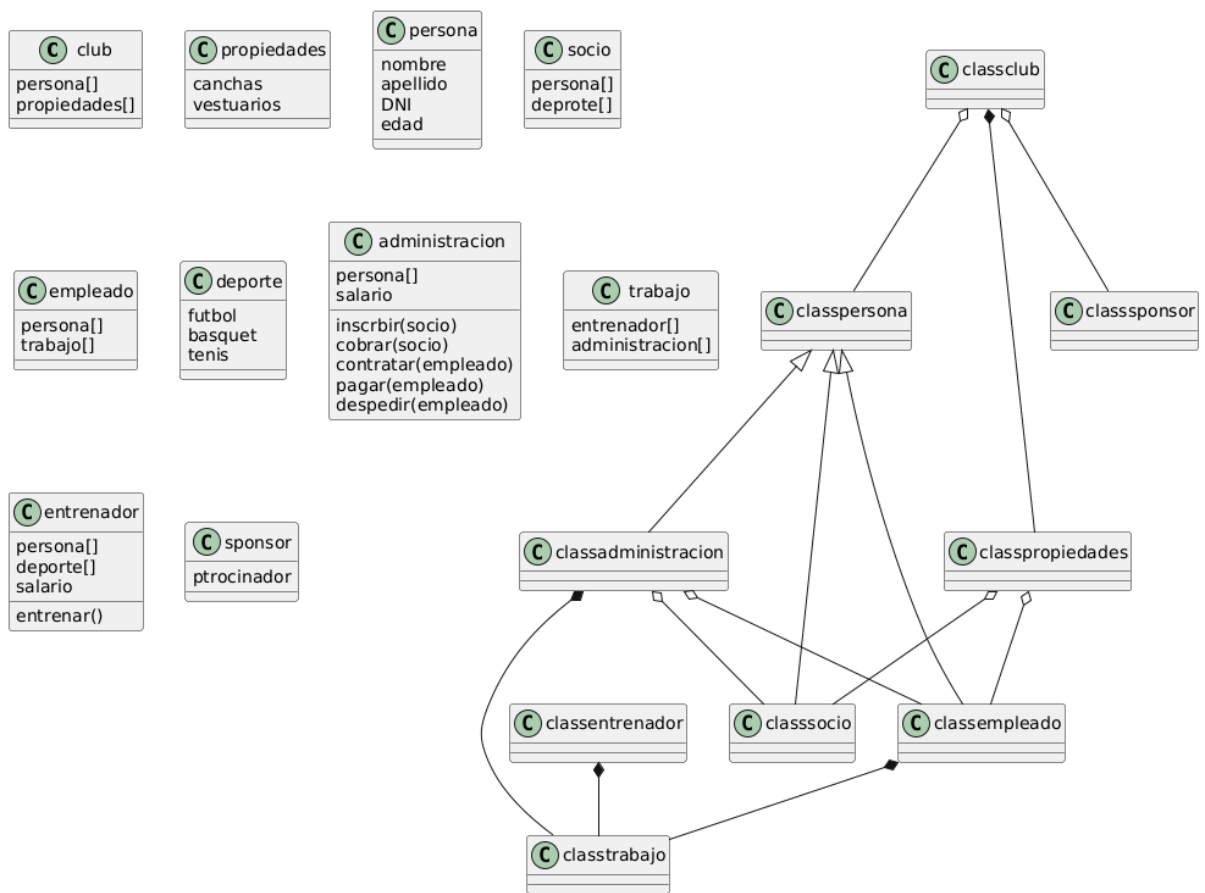 C club
persona[]
propiedades[]
C propiedades
canchas
vestuarios
C persona
nombre
apellido
DNI
edad
C socio
persona[]
deprote[]
C classclub
C empleado
persona[]
trabajo[]
C deporte
futbol
basquet
tenis
C administracion
persona[]
salario
inscrbir(socio)
cobrar(socio)
contratar(empleado)
pagar(empleado)
despedir(empleado)
C trabajo
entrenador[]
administracion[]
C classpersona
C classsponsor
C entrenador
persona[]
deporte[]
salario
entrenar()
C sponsor
ptrocinador
C classadministracion
C classpropiedades
C classentrenador
C classsocio
C classempleado
C classtrabajo